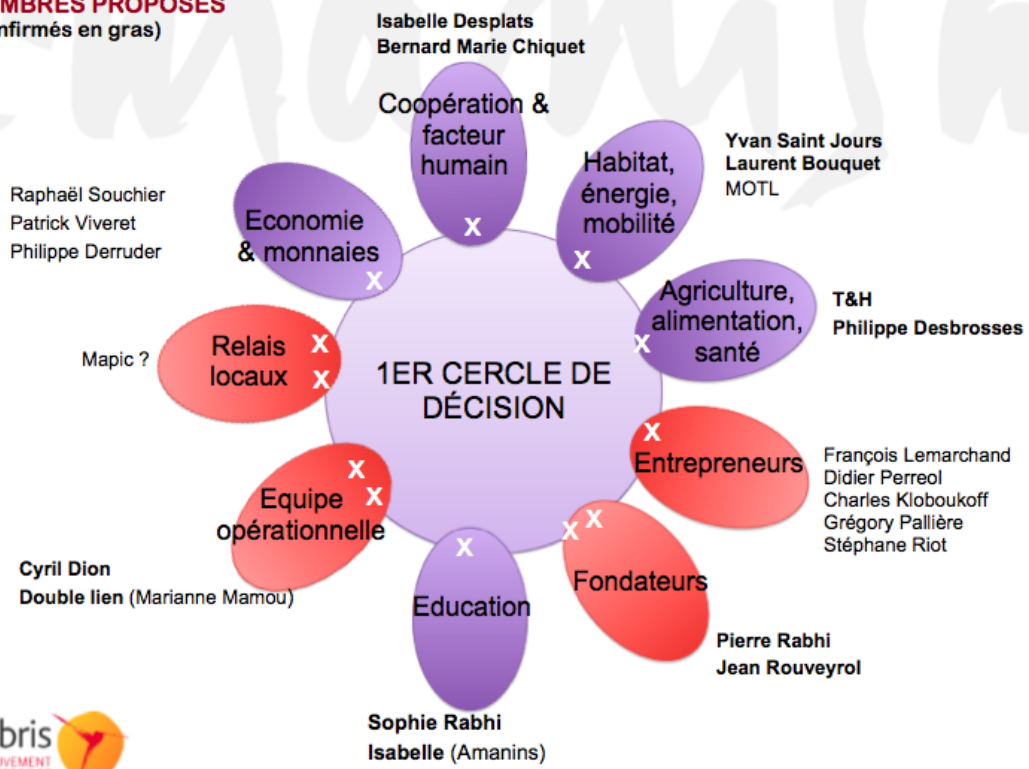 MBRES PROPOSÉS
nfirmés en gras)
Isabelle Desplats
Bernard Marie Chiquet
Coopération &
facteur
humain
X
Habitat,
énergie,
mobilité
X
Yvan Saint Jours
Laurent Bouquet
MOTL
Raphaël Souchier
Patrick Viveret
Philippe Derruder
Economie
& monnaies
X
Agriculture,
alimentation,
santé
X
T&H
Philippe Desbrosses
Mapic ?
Relais
locaux
X
X
1ER CERCLE DE
DÉCISION
Entrepreneurs
X
François Lemarchand
Didier Perreol
Charles Kloboukoff
Grégory Pallière
Stéphane Riot
Equipe
opérationnelle
X
X
Cyril Dion
Double lien (Marianne Mamou)
Education
X
Fondateurs
X
X
Pierre Rabhi
Jean Rouveyrol
Sophie Rabhi
Isabelle (Amanins)
bris
UVEMENT